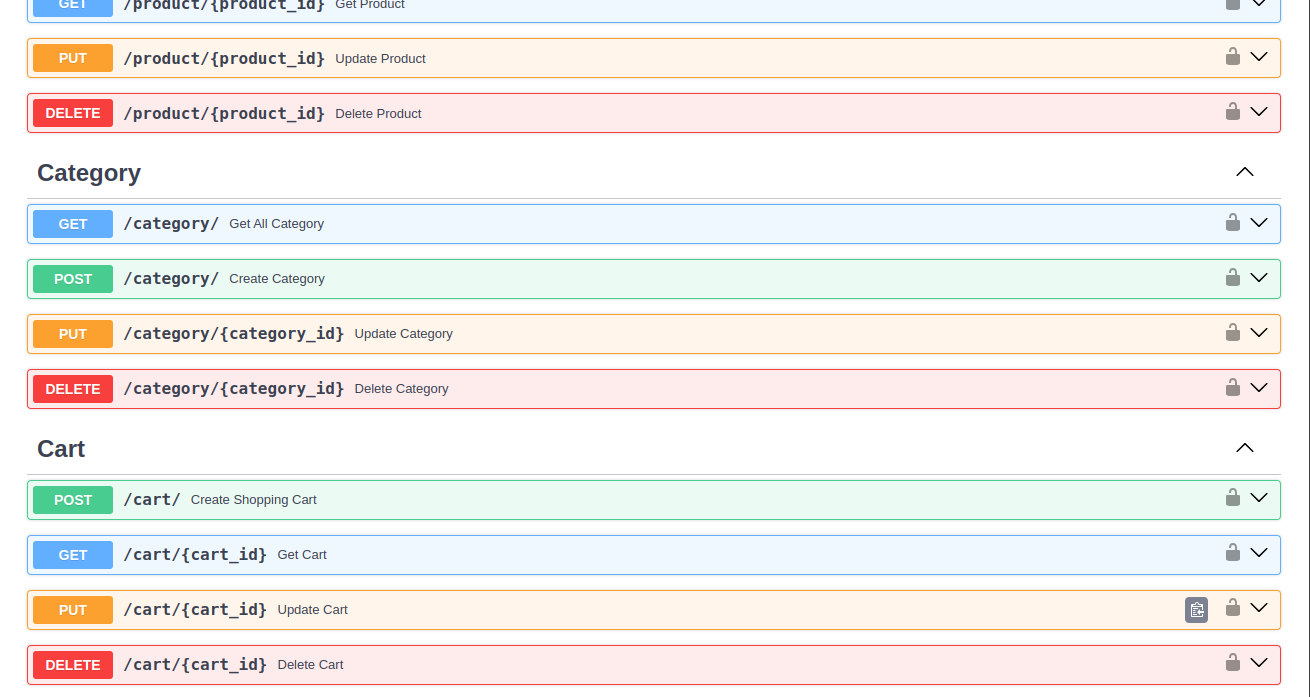 GET /product/{product_id} Get Product
PUT /product/{product_id} Update Product
DELETE /product/{product_id} Delete Product
Category
GET /category/ Get All Category
POST /category/ Create Category
PUT /category/{category_id} Update Category
DELETE /category/{category_id} Delete Category
Cart
POST /cart/ Create Shopping Cart
GET /cart/{cart_id} Get Cart
PUT /cart/{cart_id} Update Cart
DELETE /cart/{cart_id} Delete Cart